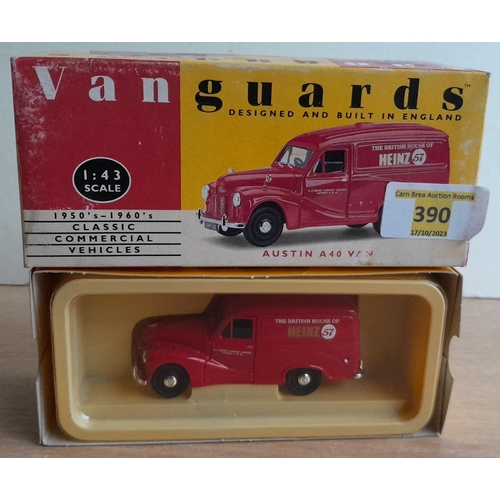 Vanguards™
DESIGNED AND BUILT IN ENGLAND
1:43
SCALE
THE BRITISH HOUSE OF
HEINZ 57
Carn Brea Auction Rooms
390
17/10/2023
1950's-1960's
CLASSIC
COMMERCIAL
VEHICLES
AUSTIN A40 VAN
THE BRITISH HOUSE OF
HEINZ 57